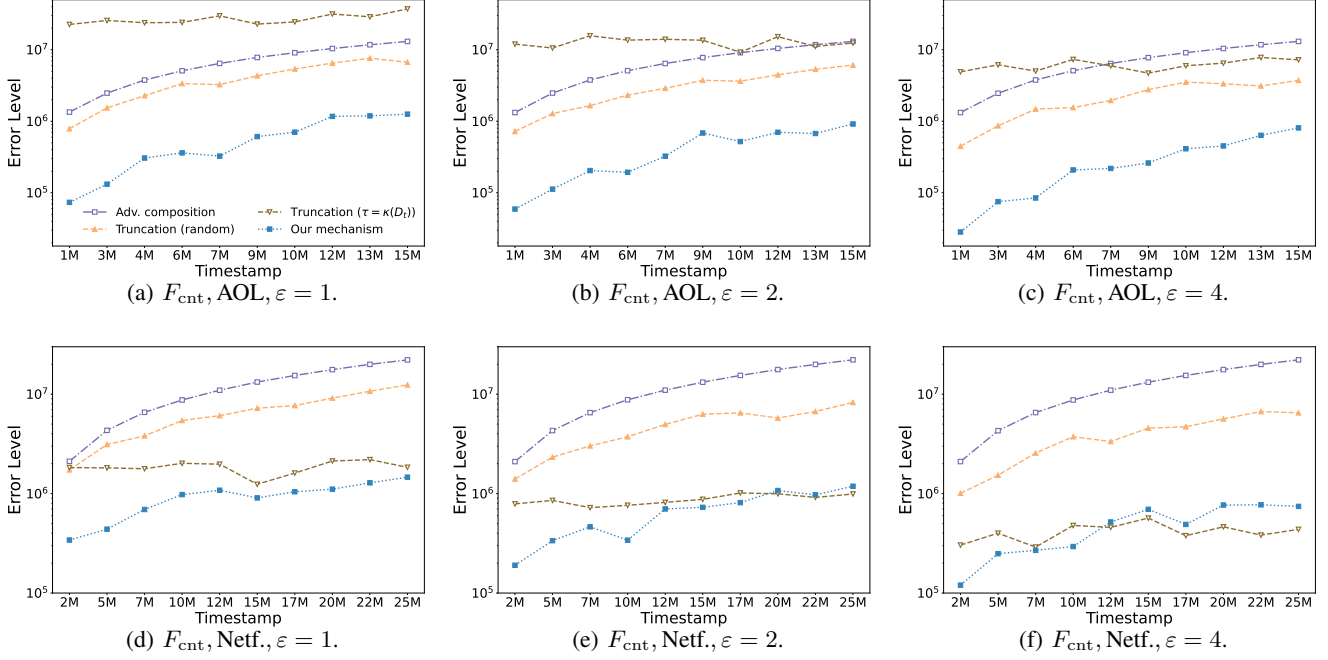 10^7
10^6
10^5
Error Level
Adv. composition
Truncation (random)
Truncation (τ = κ(D_t))
Our mechanism
1M 3M 4M 6M 7M 9M 10M 12M 13M 15M
Timestamp
(a) F_cnt, AOL, ε = 1.
10^7
10^6
10^5
Error Level
1M 3M 4M 6M 7M 9M 10M 12M 13M 15M
Timestamp
(b) F_cnt, AOL, ε = 2.
10^7
10^6
10^5
Error Level
1M 3M 4M 6M 7M 9M 10M 12M 13M 15M
Timestamp
(c) F_cnt, AOL, ε = 4.
10^7
10^6
10^5
Error Level
2M 5M 7M 10M 12M 15M 17M 20M 22M 25M
Timestamp
(d) F_cnt, Netf., ε = 1.
10^7
10^6
10^5
Error Level
2M 5M 7M 10M 12M 15M 17M 20M 22M 25M
Timestamp
(e) F_cnt, Netf., ε = 2.
10^7
10^6
10^5
Error Level
2M 5M 7M 10M 12M 15M 17M 20M 22M 25M
Timestamp
(f) F_cnt, Netf., ε = 4.